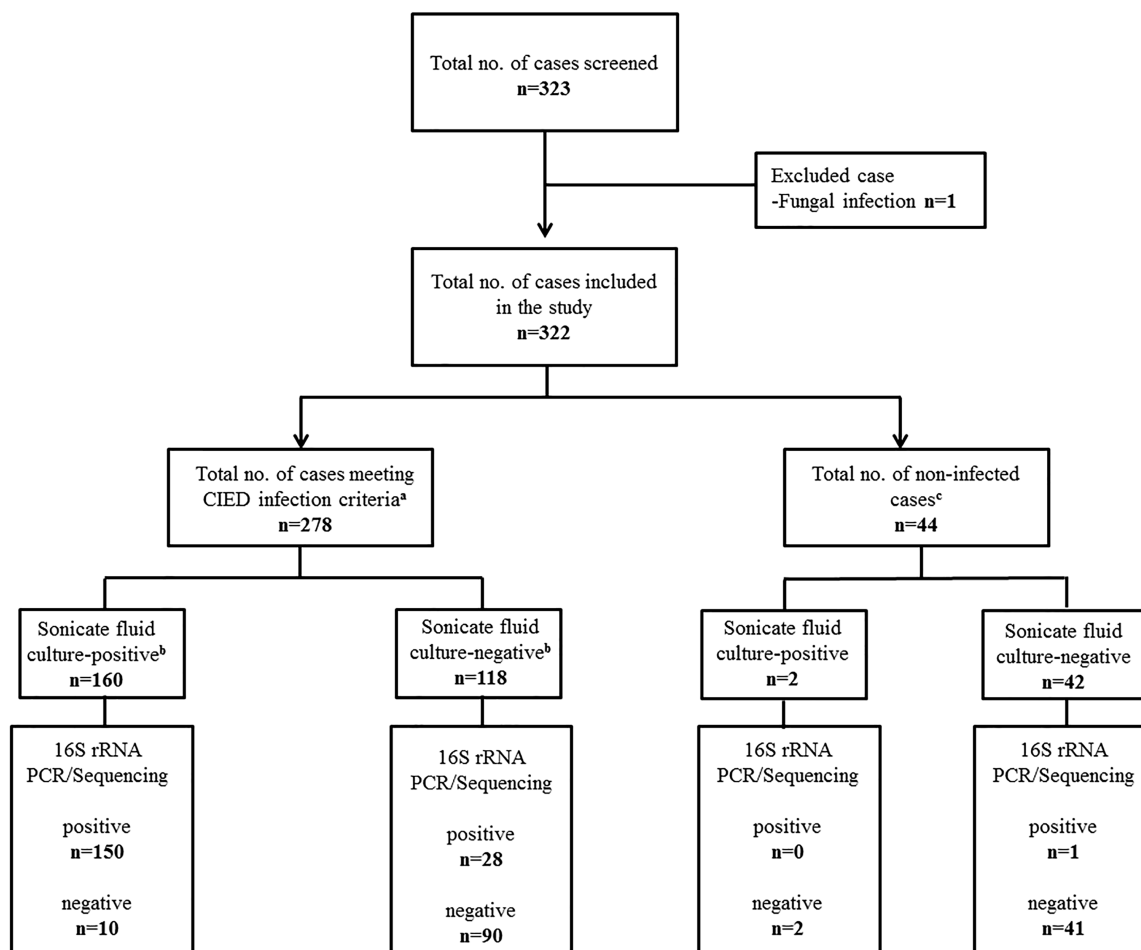 Total no. of cases screened
n=323
Excluded case
-Fungal infection n=1
Total no. of cases included
in the study
n=322
Total no. of cases meeting
CIED infection criteriaª
n=278
Total no. of non-infected
casesᶜ
n=44
Sonicate fluid
culture-positiveᵇ
n=160
Sonicate fluid
culture-negativeᵇ
n=118
Sonicate fluid
culture-positive
n=2
Sonicate fluid
culture-negative
n=42
16S rRNA
PCR/Sequencing
positive
n=150
negative
n=10
16S rRNA
PCR/Sequencing
positive
n=28
negative
n=90
16S rRNA
PCR/Sequencing
positive
n=0
negative
n=2
16S rRNA
PCR/Sequencing
positive
n=1
negative
n=41